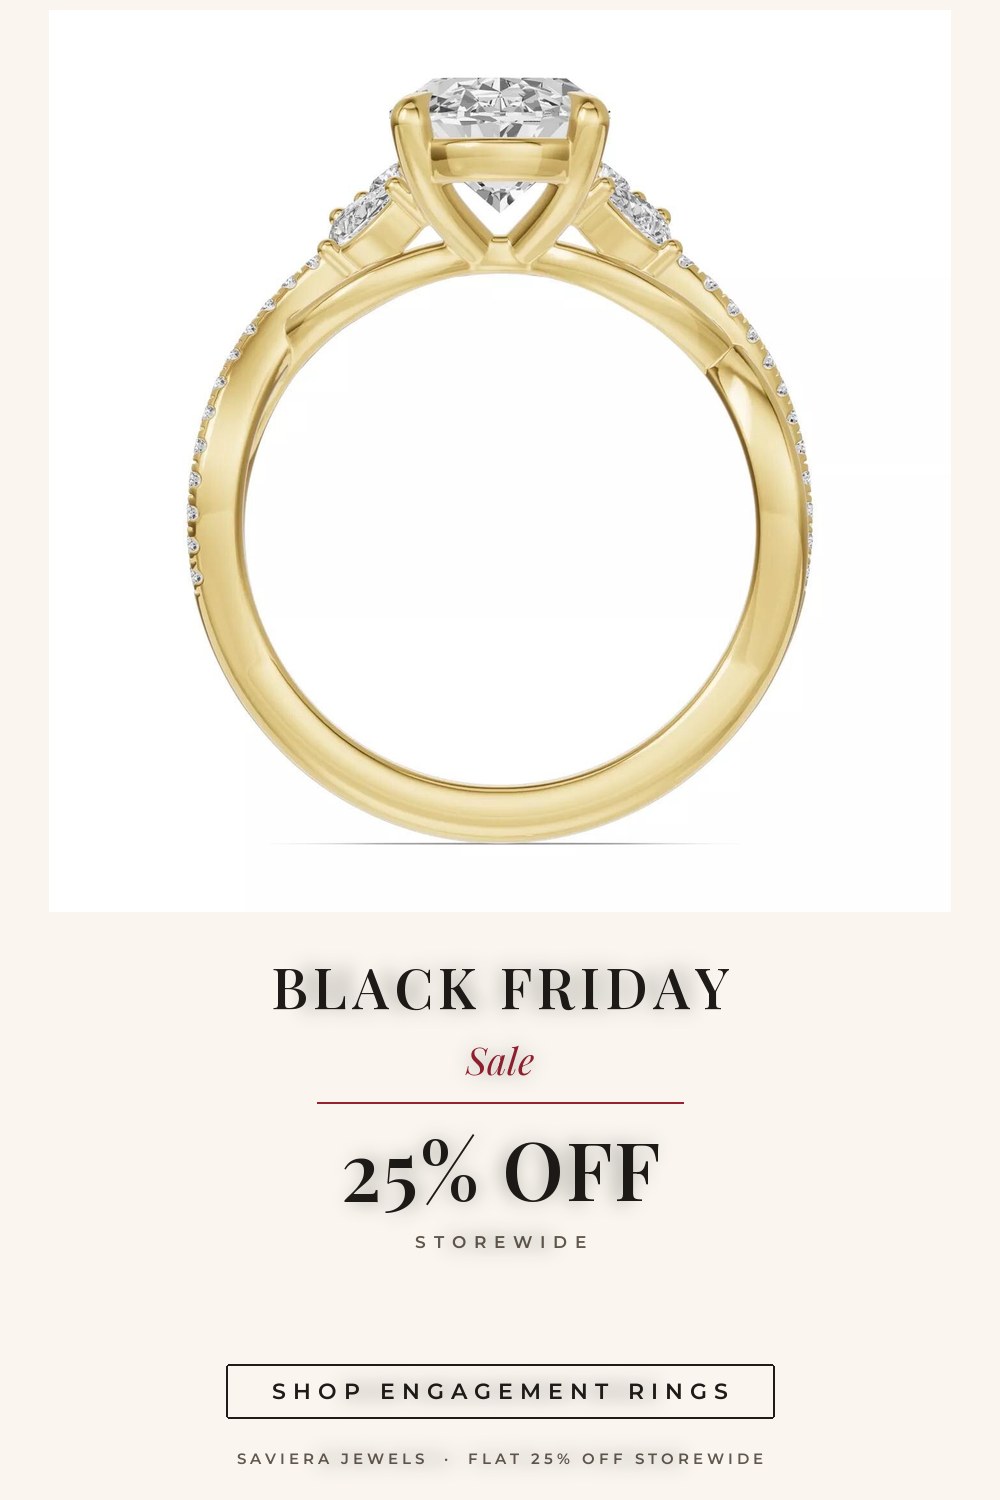 BLACK FRIDAY
Sale
25% OFF
STOREWIDE
SHOP ENGAGEMENT RINGS
SAVIERA JEWELS · FLAT 25% OFF STOREWIDE